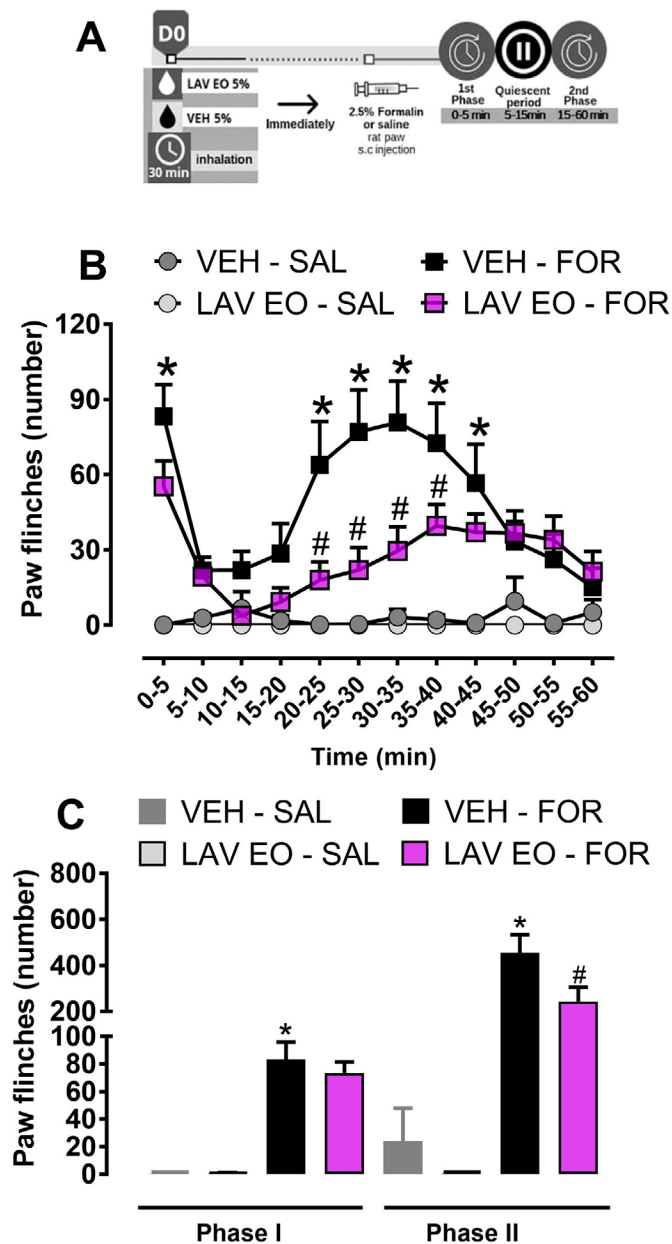 A
D0
LAV EO 5%
VEH 5%
30 min
inhalation
Immediately
2.5% Formalin
or saline
rat paw
s.c injection
1st
Phase
0-5 min
Quiescent
period
5-15min
2nd
Phase
15-60 min
B
VEH - SAL
VEH - FOR
LAV EO - SAL
LAV EO - FOR
Paw flinches (number)
120
90
60
30
0
*
*
*
*
*
*
#
#
#
#
0-5
5-10
10-15
15-20
20-25
25-30
30-35
35-40
40-45
45-50
50-55
55-60
Time (min)
C
VEH - SAL
VEH - FOR
LAV EO - SAL
LAV EO - FOR
Paw flinches (number)
800
600
400
200
100
80
60
40
20
0
*
*
#
Phase I
Phase II